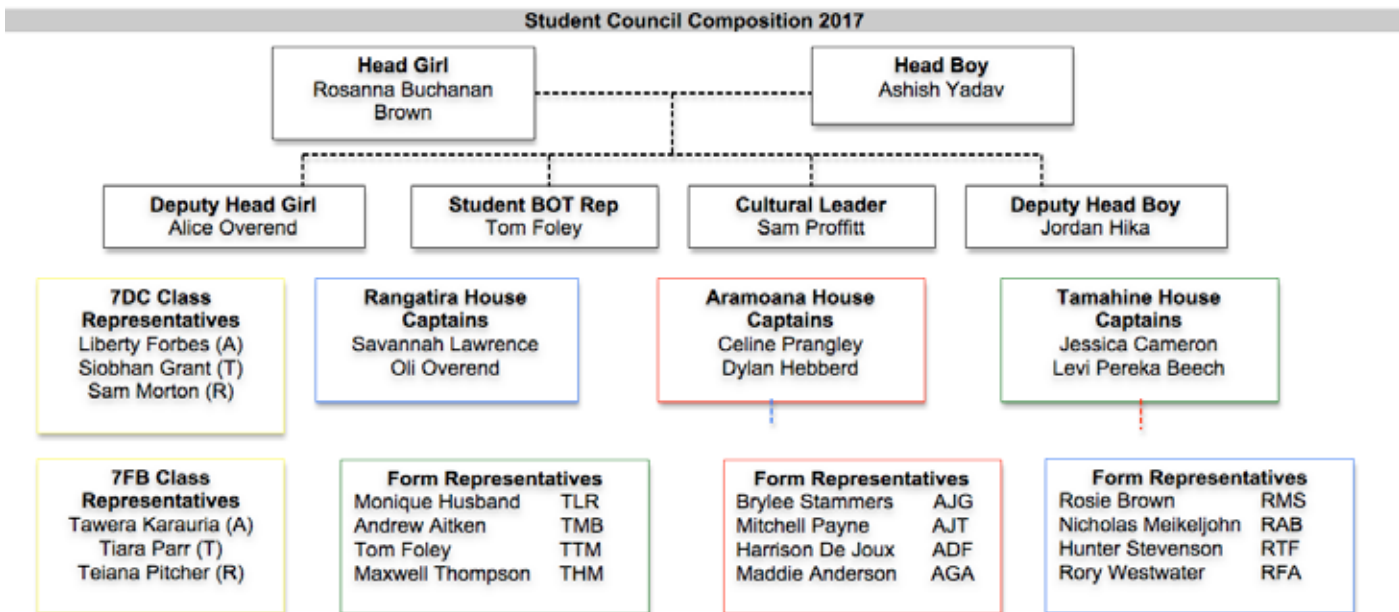 Student Council Composition 2017
Head Girl
Rosanna Buchanan
Brown
Head Boy
Ashish Yadav
Deputy Head Girl
Alice Overend
Student BOT Rep
Tom Foley
Cultural Leader
Sam Proffitt
Deputy Head Boy
Jordan Hika
7DC Class
Representatives
Liberty Forbes (A)
Siobhan Grant (T)
Sam Morton (R)
Rangatira House
Captains
Savannah Lawrence
Oli Overend
Aramoana House
Captains
Celine Prangley
Dylan Hebberd
Tamahine House
Captains
Jessica Cameron
Levi Pereka Beech
7FB Class
Representatives
Tawera Karauria (A)
Tiara Parr (T)
Teiana Pitcher (R)
Form Representatives
Monique Husband TLR
Andrew Aitken TMB
Tom Foley TTM
Maxwell Thompson THM
Form Representatives
Brylee Stammers AJG
Mitchell Payne AJT
Harrison De Joux ADF
Maddie Anderson AGA
Form Representatives
Rosie Brown RMS
Nicholas Meikeljohn RAB
Hunter Stevenson RTF
Rory Westwater RFA